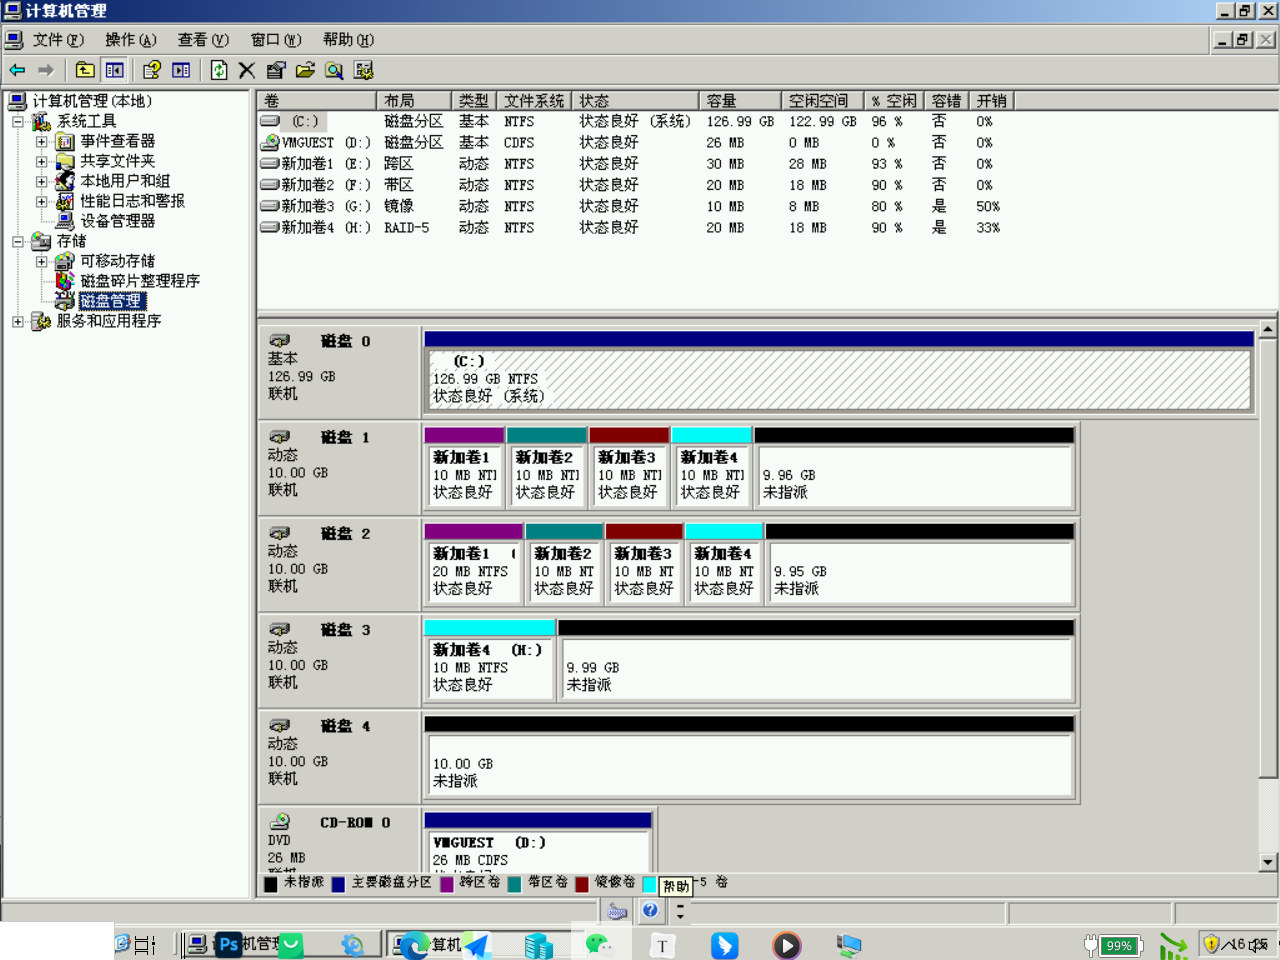 计算机管理
文件(F) 操作(A) 查看(V) 窗口(W) 帮助(H)
计算机管理(本地)
系统工具
事件查看器
共享文件夹
本地用户和组
性能日志和警报
设备管理器
存储
可移动存储
磁盘碎片整理程序
磁盘管理
服务和应用程序
卷 布局 类型 文件系统 状态 容量 空闲空间 % 空闲 容错 开销
(C:) 磁盘分区 基本 NTFS 状态良好 (系统) 126.99 GB 122.99 GB 96 % 否 0%
VMGUEST (D:) 磁盘分区 基本 CDFS 状态良好 26 MB 0 MB 0 % 否 0%
新加卷1 (E:) 跨区 动态 NTFS 状态良好 30 MB 28 MB 93 % 否 0%
新加卷2 (F:) 带区 动态 NTFS 状态良好 20 MB 18 MB 90 % 否 0%
新加卷3 (G:) 镜像 动态 NTFS 状态良好 10 MB 8 MB 80 % 是 50%
新加卷4 (H:) RAID-5 动态 NTFS 状态良好 20 MB 18 MB 90 % 是 33%
磁盘 0
基本
126.99 GB
联机
(C:)
126.99 GB NTFS
状态良好 (系统)
磁盘 1
动态
10.00 GB
联机
新加卷1 新加卷2 新加卷3 新加卷4
10 MB NT 10 MB NT 10 MB NT 10 MB NT 9.96 GB
状态良好 状态良好 状态良好 状态良好 未指派
磁盘 2
动态
10.00 GB
联机
新加卷1 ( 新加卷2 新加卷3 新加卷4
20 MB NTFS 10 MB NT 10 MB NT 10 MB NT 9.95 GB
状态良好 状态良好 状态良好 状态良好 未指派
磁盘 3
动态
10.00 GB
联机
新加卷4 (H:)
10 MB NTFS 9.99 GB
状态良好 未指派
磁盘 4
动态
10.00 GB
联机
10.00 GB
未指派
CD-ROM 0
DVD
26 MB
VMGUEST (D:)
26 MB CDFS
未指派 主要磁盘分区 跨区卷 带区卷 镜像卷 -5 卷
帮助
Ps 机管理 计算机 T 99%